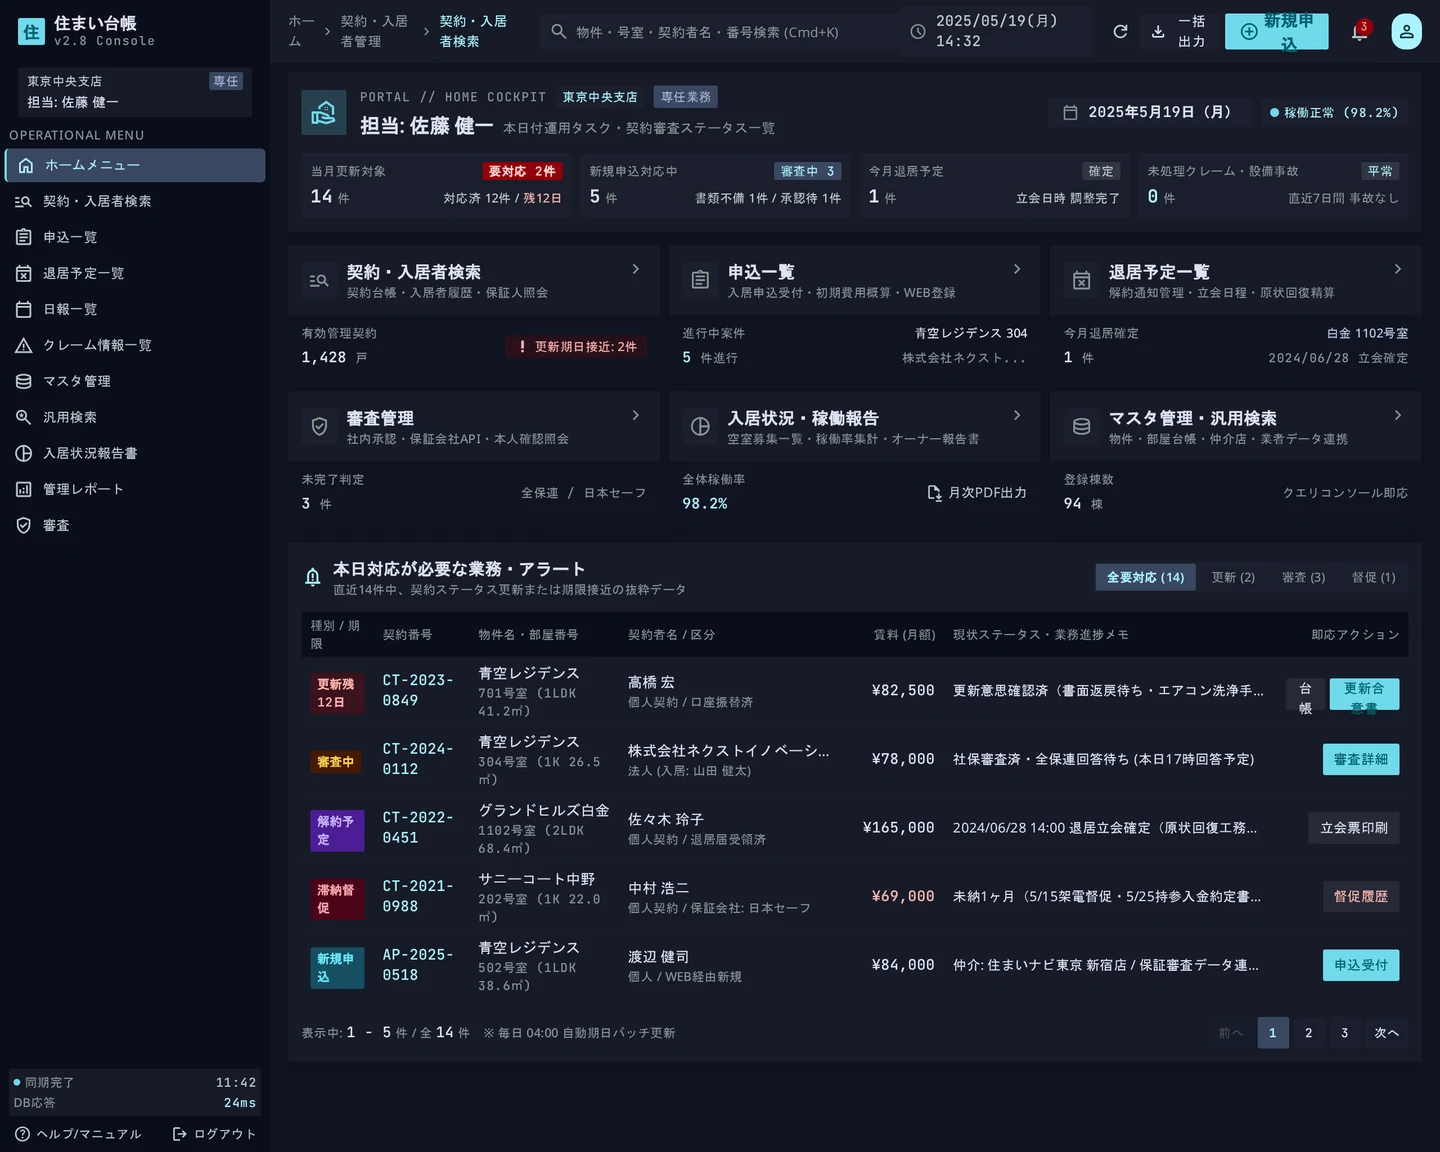 住 住まい台帳
v2.8 Console
東京中央支店 専任
担当: 佐藤 健一
OPERATIONAL MENU
ホームメニュー
契約・入居者検索
申込一覧
退居予定一覧
日報一覧
クレーム情報一覧
マスタ管理
汎用検索
入居状況報告書
管理レポート
審査
同期完了 11:42
DB応答 24ms
ヘルプ/マニュアル ログアウト
ホーム
契約・入居者管理
契約・入居者検索
物件・号室・契約者名・番号検索 (Cmd+K)
2025/05/19(月)
14:32
一括出力
新規申込
3
PORTAL // HOME COCKPIT 東京中央支店 専任業務
担当: 佐藤 健一 本日付運用タスク・契約審査ステータス一覧
2025年5月19日 (月) 稼働正常 (98.2%)
当月更新対象 要対応 2件
14 件 対応済 12件 / 残12日
新規申込対応中 審査中 3
5 件 書類不備 1件 / 承認待 1件
今月退居予定 確定
1 件 立会日時 調整完了
未処理クレーム・設備事故 平常
0 件 直近7日間 事故なし
契約・入居者検索
契約台帳・入居者履歴・保証人照会
有効管理契約
1,428 戸
更新期日接近: 2件
申込一覧
入居申込受付・初期費用概算・WEB登録
進行中案件 青空レジデンス 304
5 件進行 株式会社ネクスト...
退居予定一覧
解約通知管理・立会日程・原状回復精算
今月退居確定 白金 1102号室
1 件 2024/06/28 立会確定
審査管理
社内承認・保証会社API・本人確認照会
未完了判定
3 件 全保連 / 日本セーフ
入居状況・稼働報告
空室募集一覧・稼働率集計・オーナー報告書
全体稼働率
98.2% 月次PDF出力
マスタ管理・汎用検索
物件・部屋台帳・仲介店・業者データ連携
登録棟数
94 棟 クエリコンソール即応
本日対応が必要な業務・アラート
直近14件中、契約ステータス更新または期限接近の抜粋データ
全要対応 (14) 更新 (2) 審査 (3) 督促 (1)
種別 / 期限 契約番号 物件名・部屋番号 契約者名 / 区分 賃料 (月額) 現状ステータス・業務進捗メモ 即応アクション
更新残12日 CT-2023-0849 青空レジデンス 701号室 (1LDK 41.2㎡) 高橋 宏 個人契約 / 口座振替済 ¥82,500 更新意思確認済（書面返戻待ち・エアコン洗浄手... 台帳 更新合意書
審査中 CT-2024-0112 青空レジデンス 304号室 (1K 26.5㎡) 株式会社ネクストイノベーシ... 法人 (入居: 山田 健太) ¥78,000 社保審査済・全保連回答待ち (本日17時回答予定) 審査詳細
解約予定 CT-2022-0451 グランドヒルズ白金 1102号室 (2LDK 68.4㎡) 佐々木 玲子 個人契約 / 退居届受領済 ¥165,000 2024/06/28 14:00 退居立会確定（原状回復工務... 立会票印刷
滞納督促 CT-2021-0988 サニーコート中野 202号室 (1K 22.0㎡) 中村 浩二 個人契約 / 保証会社: 日本セーフ ¥69,000 未納1ヶ月（5/15架電督促・5/25持参入金約定書... 督促履歴
新規申込 AP-2025-0518 青空レジデンス 502号室 (1LDK 38.6㎡) 渡辺 健司 個人 / WEB経由新規 ¥84,000 仲介: 住まいナビ東京 新宿店 / 保証審査データ連... 申込受付
表示中: 1 - 5 件 / 全 14 件 ※ 毎日 04:00 自動期日バッチ更新
前へ 1 2 3 次へ